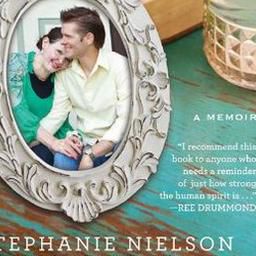 A MEMOIR
"I recommend this
book to anyone who
needs a reminder
of just how strong
the human spirit is . . ."
—REE DRUMMOND
TEPHANIE NIELSON